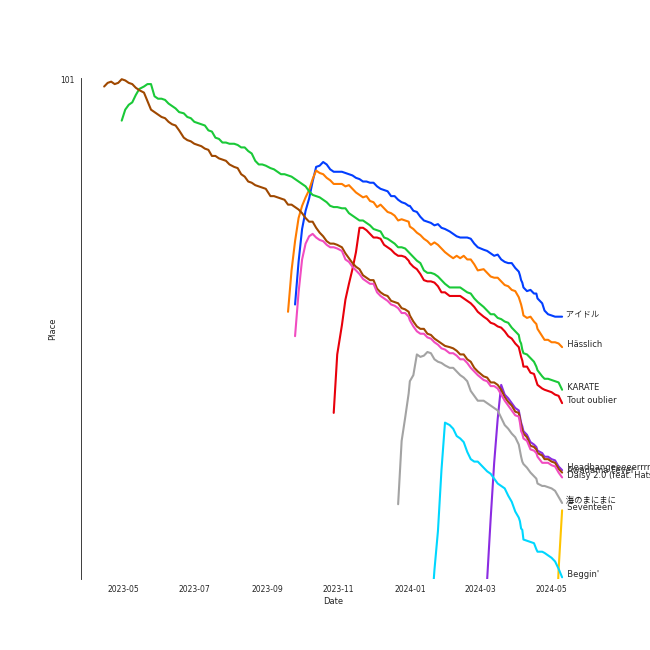 101
Place
アイドル
Hässlich
KARATE
Tout oublier
Headbangeeeerrrrr
Daisy 2.0 (feat. Hats
海のまにまに
Seventeen
Beggin'
2023-05 2023-07 2023-09 2023-11 2024-01 2024-03 2024-05
Date